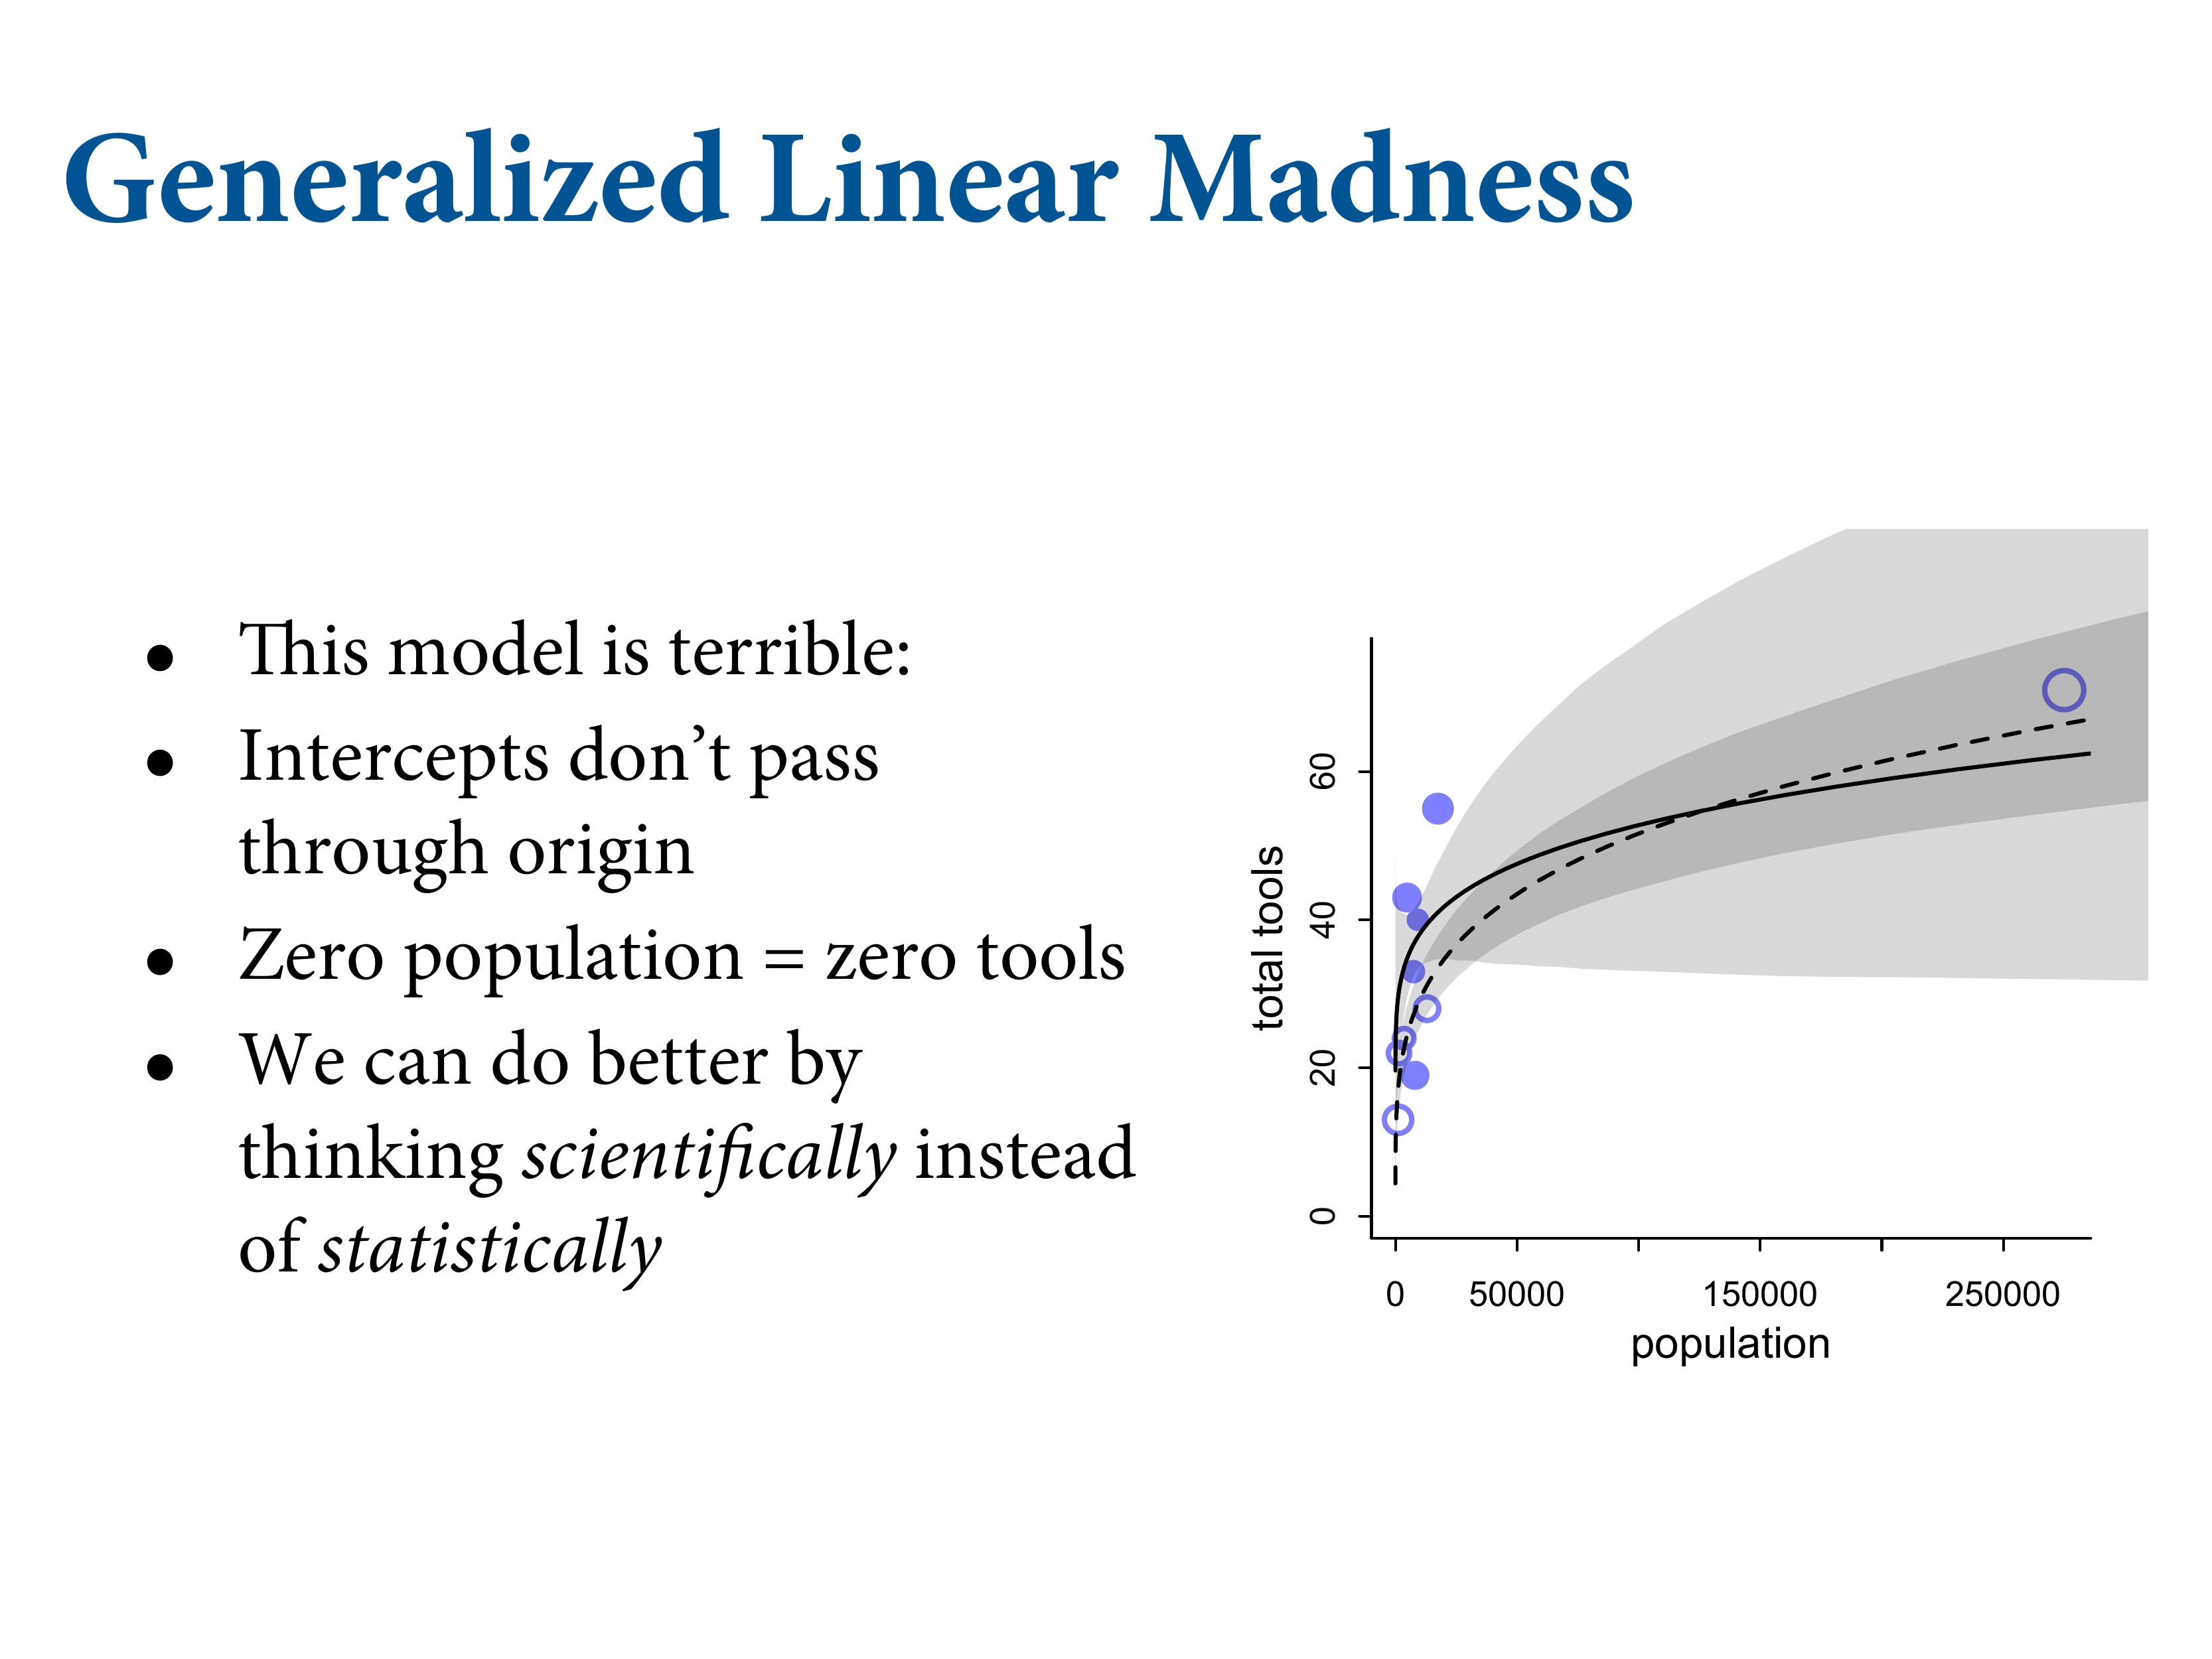 Generalized Linear Madness
• This model is terrible:
• Intercepts don’t pass
through origin
• Zero population = zero tools
• We can do better by
thinking scientifically instead
of statistically
total tools
60
40
20
0
0 50000 150000 250000
population